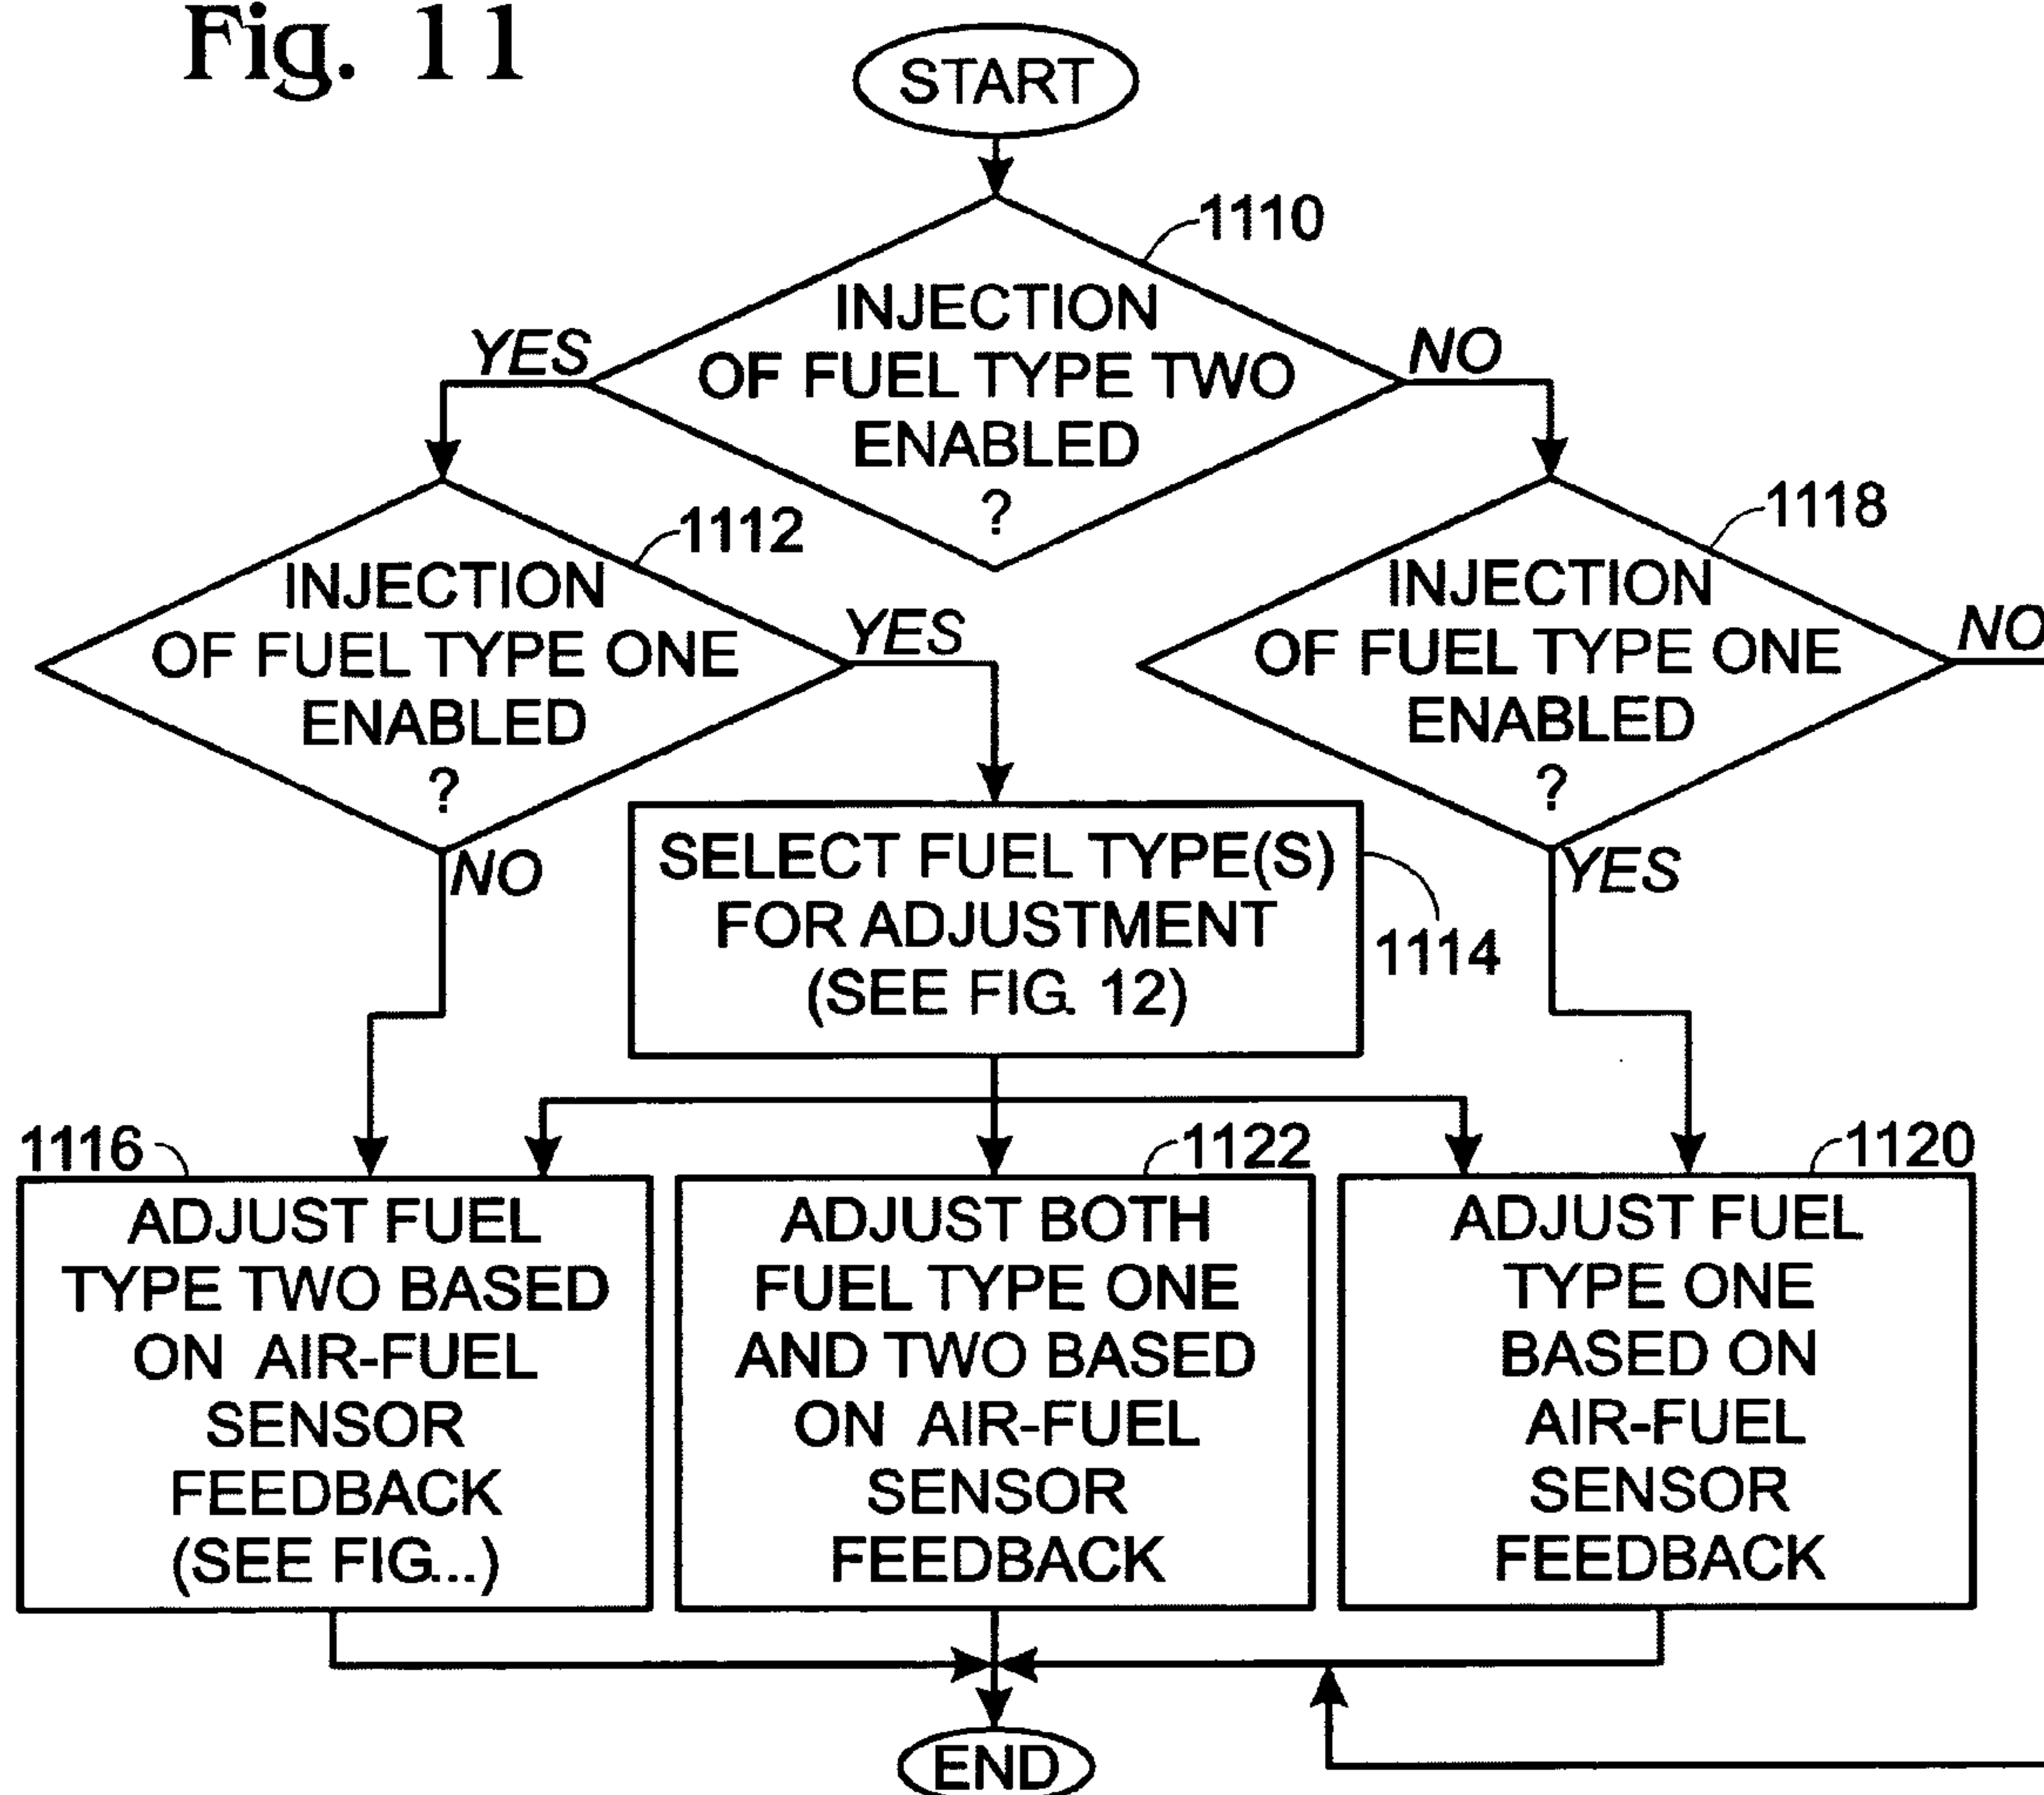 Fig. 11
START
1110
INJECTION
OF FUEL TYPE TWO
ENABLED
?
YES
NO
1112
INJECTION
OF FUEL TYPE ONE
ENABLED
?
YES
NO
1118
INJECTION
OF FUEL TYPE ONE
ENABLED
?
NO
YES
SELECT FUEL TYPE(S)
FOR ADJUSTMENT
(SEE FIG. 12)
1114
1116
ADJUST FUEL
TYPE TWO BASED
ON AIR-FUEL
SENSOR
FEEDBACK
(SEE FIG...)
1122
ADJUST BOTH
FUEL TYPE ONE
AND TWO BASED
ON AIR-FUEL
SENSOR
FEEDBACK
1120
ADJUST FUEL
TYPE ONE
BASED ON
AIR-FUEL
SENSOR
FEEDBACK
END